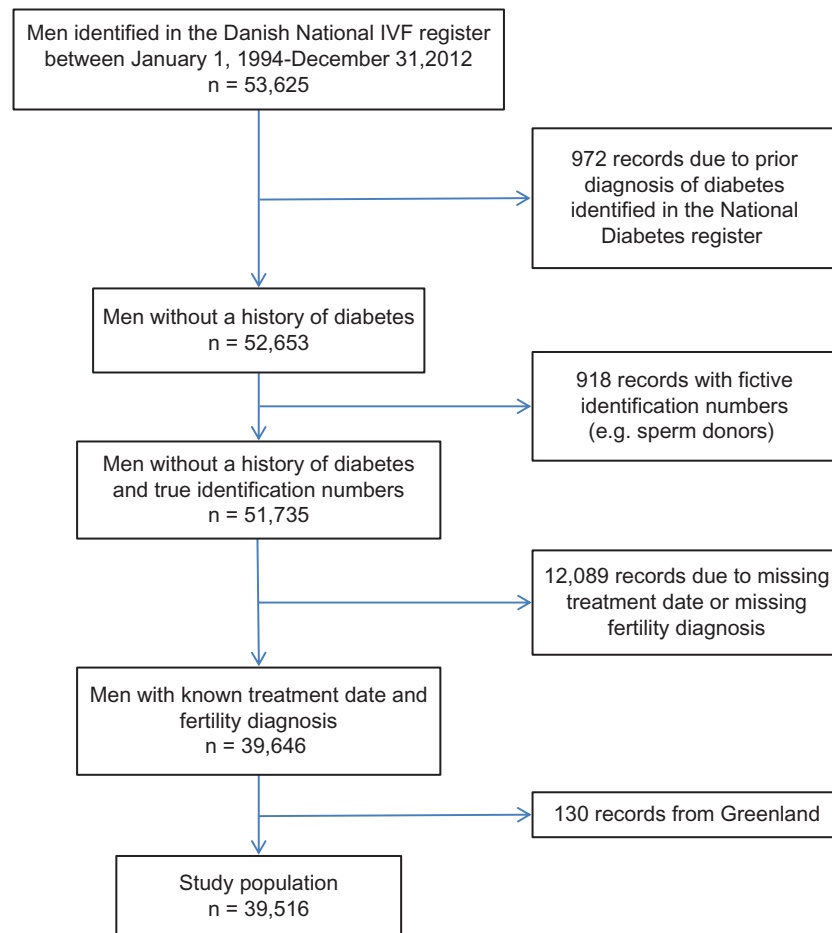 Men identified in the Danish National IVF register
between January 1, 1994-December 31,2012
n = 53,625
972 records due to prior
diagnosis of diabetes
identified in the National
Diabetes register
Men without a history of diabetes
n = 52,653
918 records with fictive
identification numbers
(e.g. sperm donors)
Men without a history of diabetes
and true identification numbers
n = 51,735
12,089 records due to missing
treatment date or missing
fertility diagnosis
Men with known treatment date and
fertility diagnosis
n = 39,646
130 records from Greenland
Study population
n = 39,516